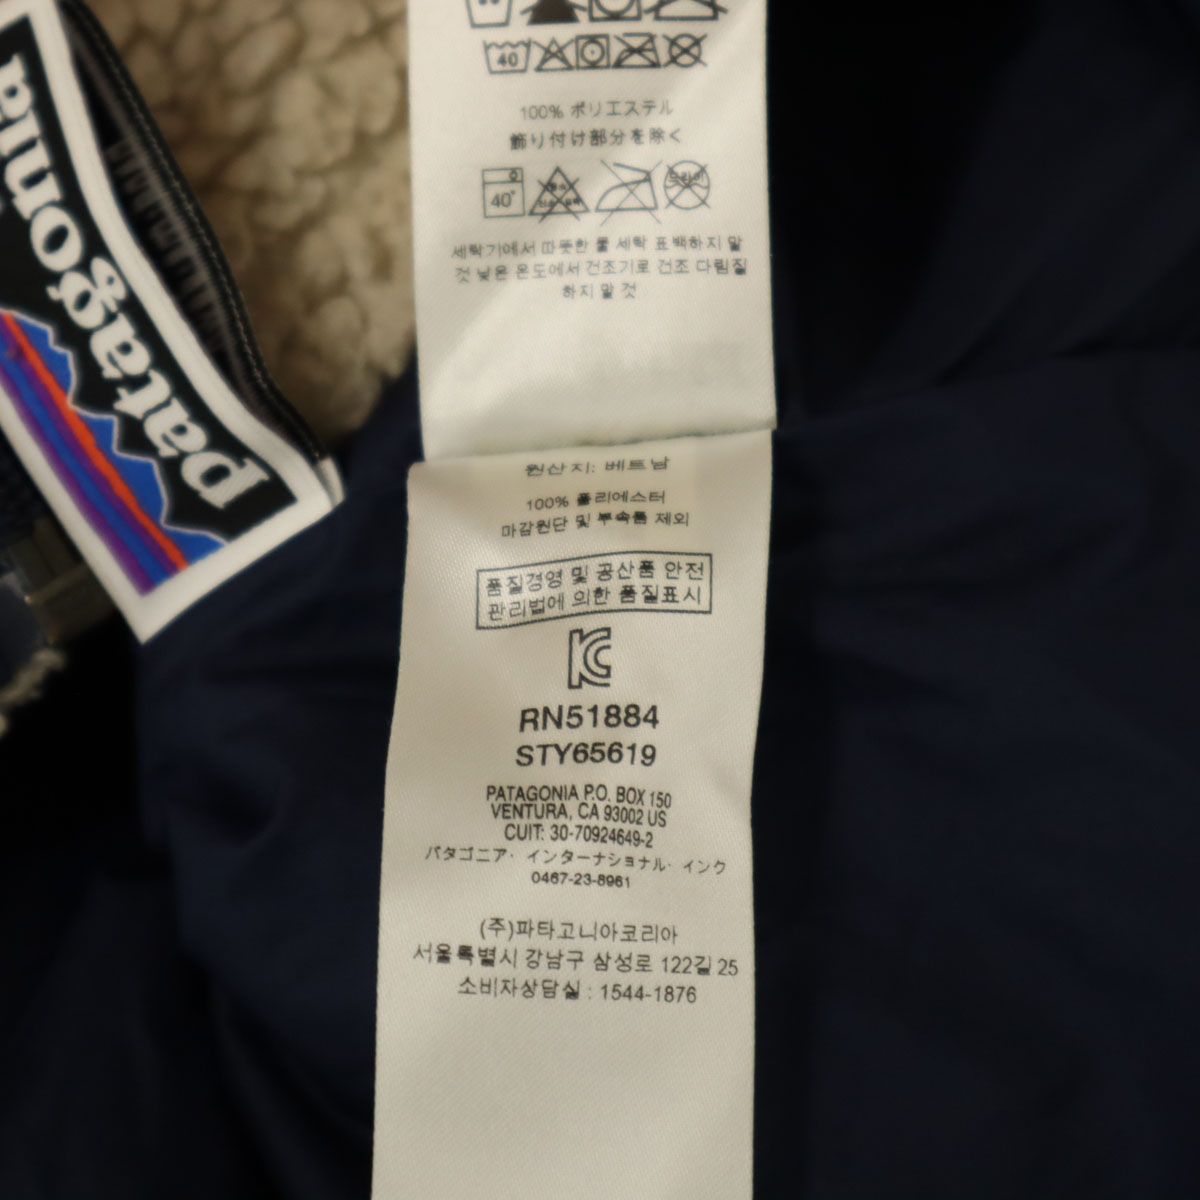 patagonia
40
100% ポリエステル
飾り付け部分を除く
40°
드라이
세탁기에서 따뜻한 물 세탁 표백하지 말
것 낮은 온도에서 건조기로 건조 다림질
하지 말 것
원산지: 베트남
100% 폴리에스터
마감원단 및 부속품 제외
품질경영 및 공산품 안전
관리법에 의한 품질표시
RN51884
STY65619
PATAGONIA P.O. BOX 150
VENTURA, CA 93002 US
CUIT: 30-70924649-2
パタゴニア・インターナショナル・インク
0467-23-8961
(주)파타고니아코리아
서울특별시 강남구 삼성로 122길 25
소비자상담실 : 1544-1876